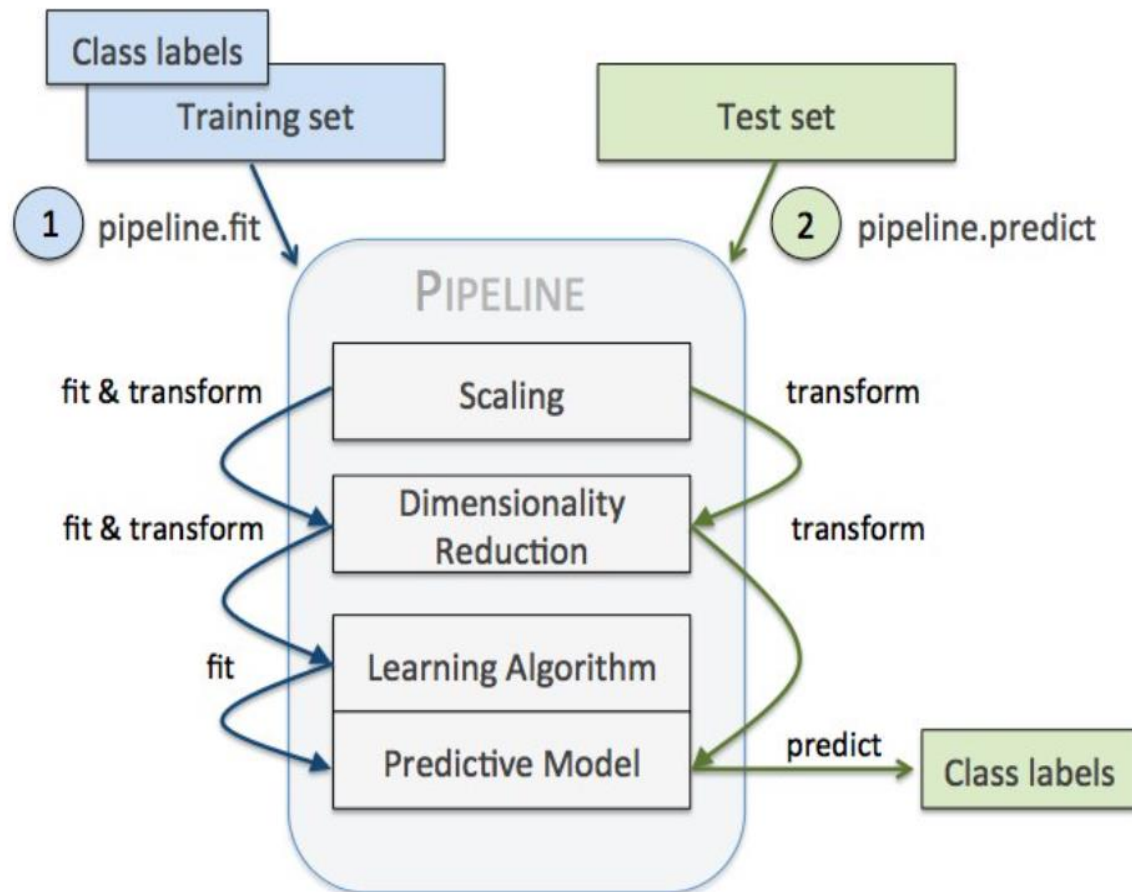 Class labels
Training set
Test set
1 pipeline.fit
2 pipeline.predict
PIPELINE
fit & transform
Scaling
transform
fit & transform
Dimensionality
Reduction
transform
fit
Learning Algorithm
Predictive Model
predict
Class labels